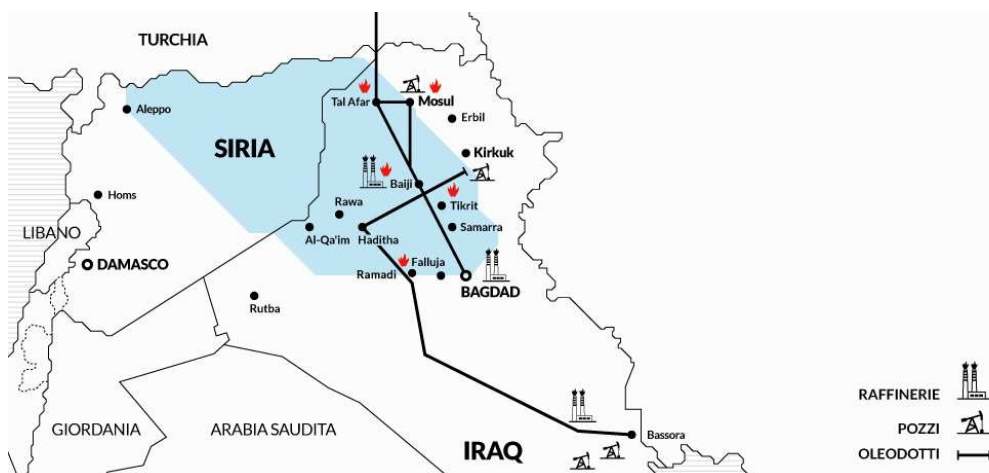 TURCHIA
Tal Afar
Mosul
Aleppo
Erbil
SIRIA
Kirkuk
Baiji
Homs
Rawa
Tikrit
LIBANO
Al-Qa'im
Haditha
Samarra
DAMASCO
Falluja
Ramadi
BAGDAD
Rutba
RAFFINERIE
GIORDANIA
ARABIA SAUDITA
POZZI
Bassora
IRAQ
OLEODOTTI